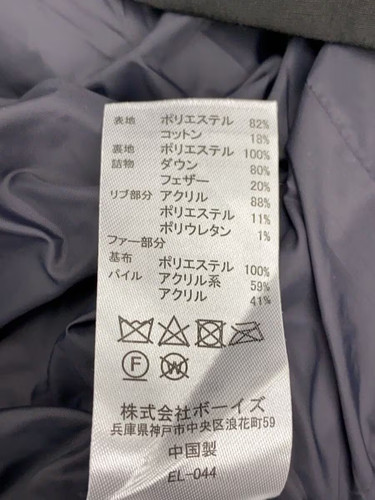 表地 ポリエステル 82%
コットン 18%
裏地 ポリエステル 100%
詰物 ダウン 80%
フェザー 20%
リブ部分 アクリル 88%
ポリエステル 11%
ポリウレタン 1%
ファー部分
基布 ポリエステル 100%
パイル アクリル系 59%
アクリル 41%
F W
株式会社ボーイズ
兵庫県神戸市中央区浪花町59
中国製
EL-044